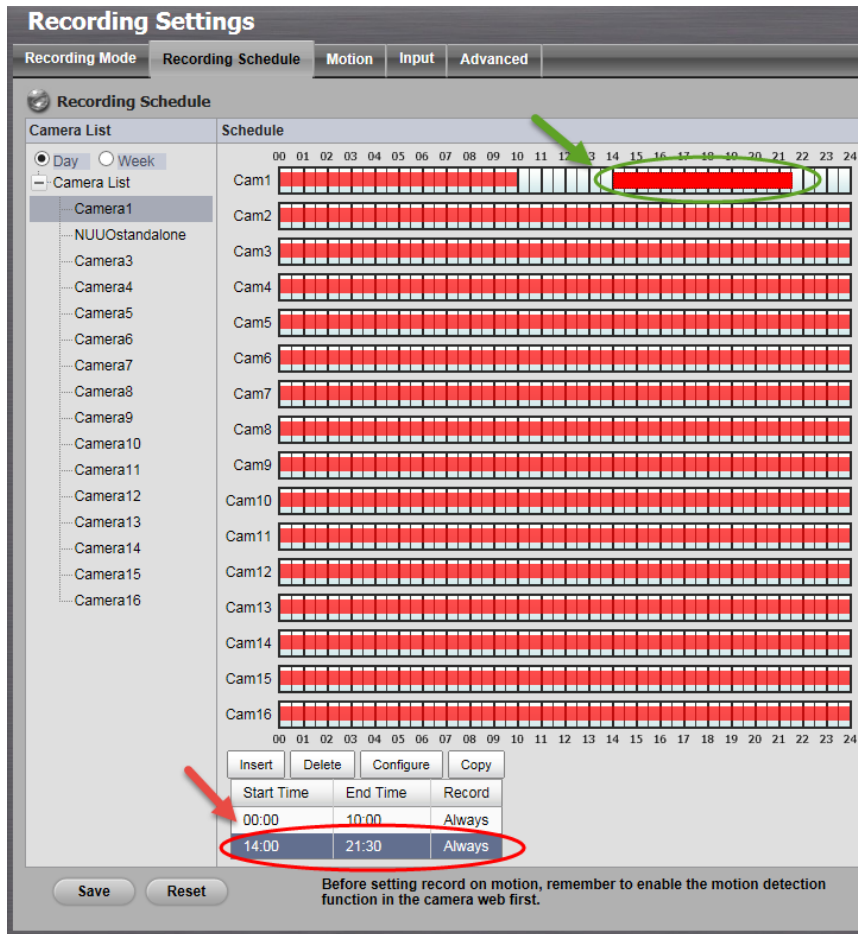 Recording Settings
Recording Mode Recording Schedule Motion Input Advanced
Recording Schedule
Camera List Schedule
Day Week
Camera List
Camera1
NUUOstandalone
Camera3
Camera4
Camera5
Camera6
Camera7
Camera8
Camera9
Camera10
Camera11
Camera12
Camera13
Camera14
Camera15
Camera16
00 01 02 03 04 05 06 07 08 09 10 11 12 13 14 15 16 17 18 19 20 21 22 23 24
Cam1
Cam2
Cam3
Cam4
Cam5
Cam6
Cam7
Cam8
Cam9
Cam10
Cam11
Cam12
Cam13
Cam14
Cam15
Cam16
00 01 02 03 04 05 06 07 08 09 10 11 12 13 14 15 16 17 18 19 20 21 22 23 24
Insert Delete Configure Copy
Start Time End Time Record
00:00 10:00 Always
14:00 21:30 Always
Save Reset
Before setting record on motion, remember to enable the motion detection
function in the camera web first.